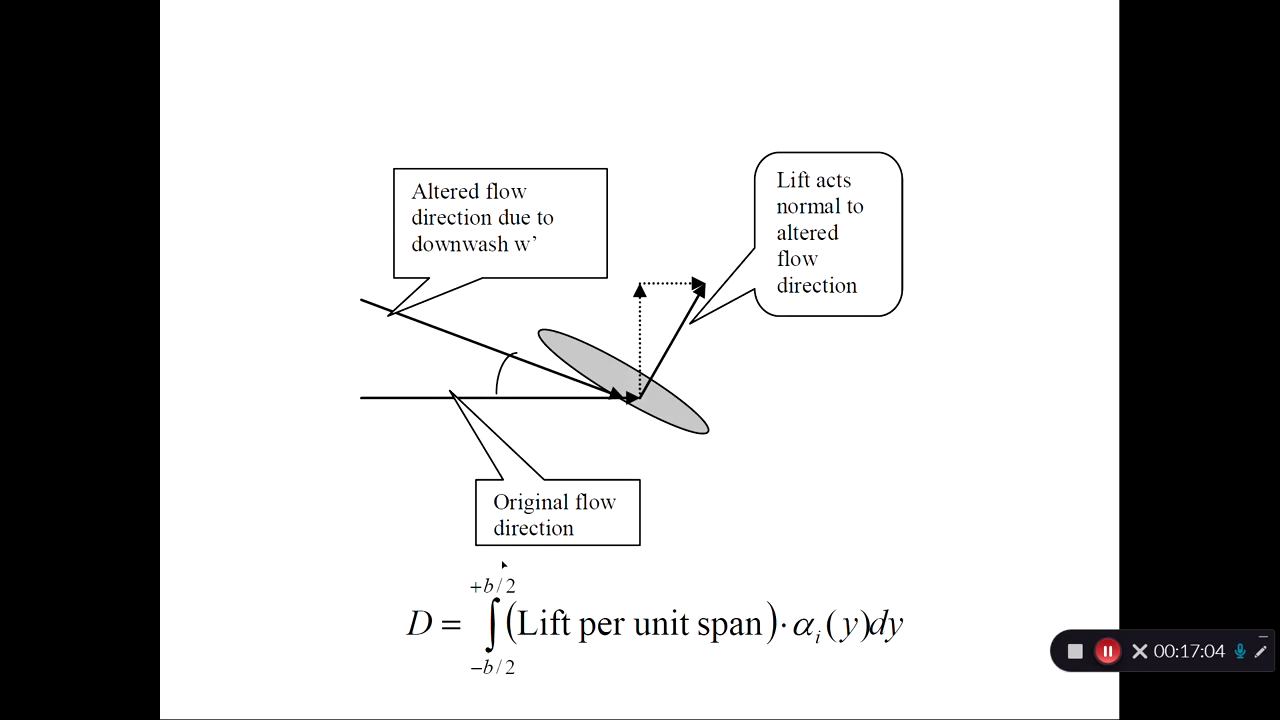 Altered flow
direction due to
downwash w’
Lift acts
normal to
altered
flow
direction
Original flow
direction
+b/2
D = ∫(Lift per unit span)·αᵢ(y)dy
−b/2
00:17:04